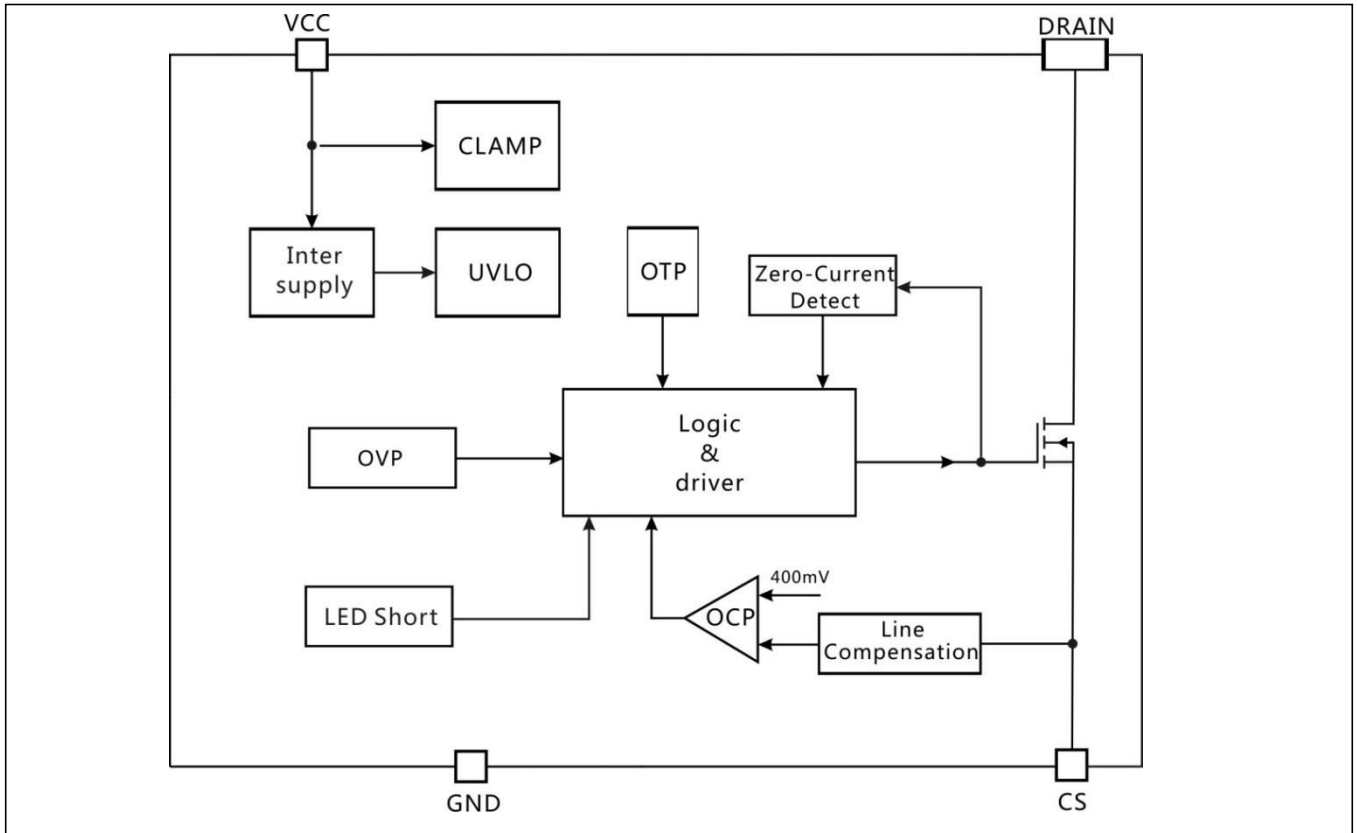 VCC
DRAIN
CLAMP
Inter
supply
UVLO
OTP
Zero-Current
Detect
OVP
Logic
&
driver
LED Short
400mV
OCP
Line
Compensation
GND
CS